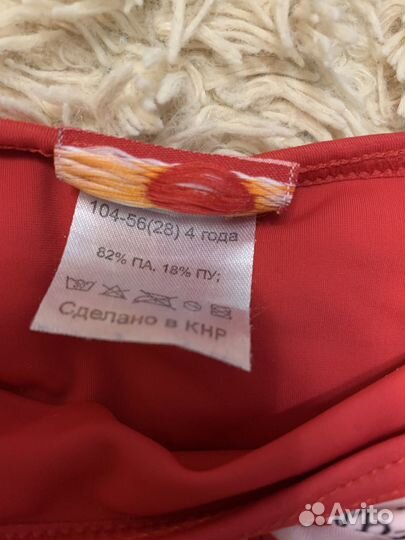 104-56(28) 4 года
82% ПА, 18% ПУ;
Сделано в КНР
Avito